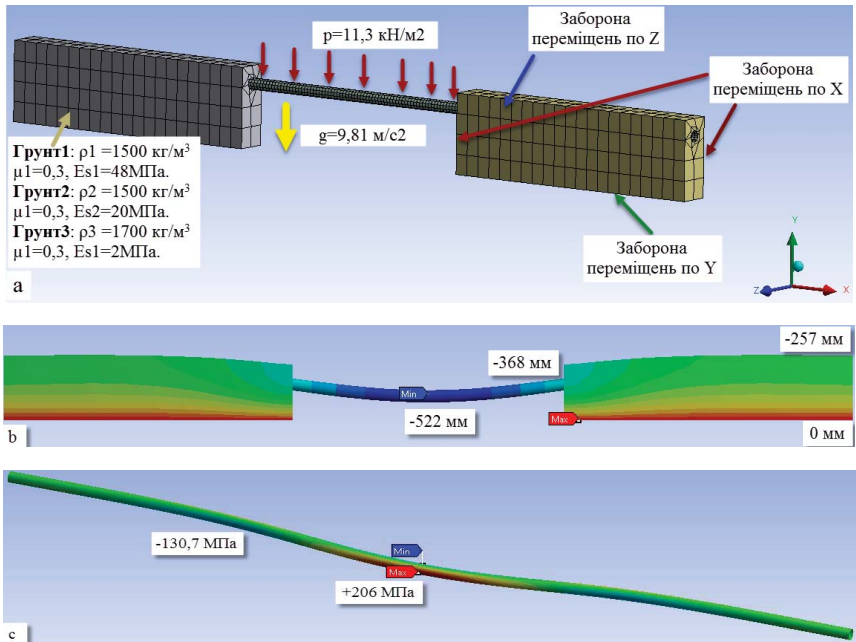 p=11,3 кН/м2
Заборона
переміщень по Z
Заборона
переміщень по X
g=9,81 м/с2
Грунт1: ρ1 =1500 кг/м³
μ1=0,3, Es1=48МПа.
Грунт2: ρ2 =1500 кг/м³
μ1=0,3, Es2=20МПа.
Грунт3: ρ3 =1700 кг/м³
μ1=0,3, Es1=2МПа.
Заборона
переміщень по Y
a
Y
Z
X
-257 мм
-368 мм
Min
-522 мм
Max
0 мм
b
-130,7 МПа
Min
Max
+206 МПа
c